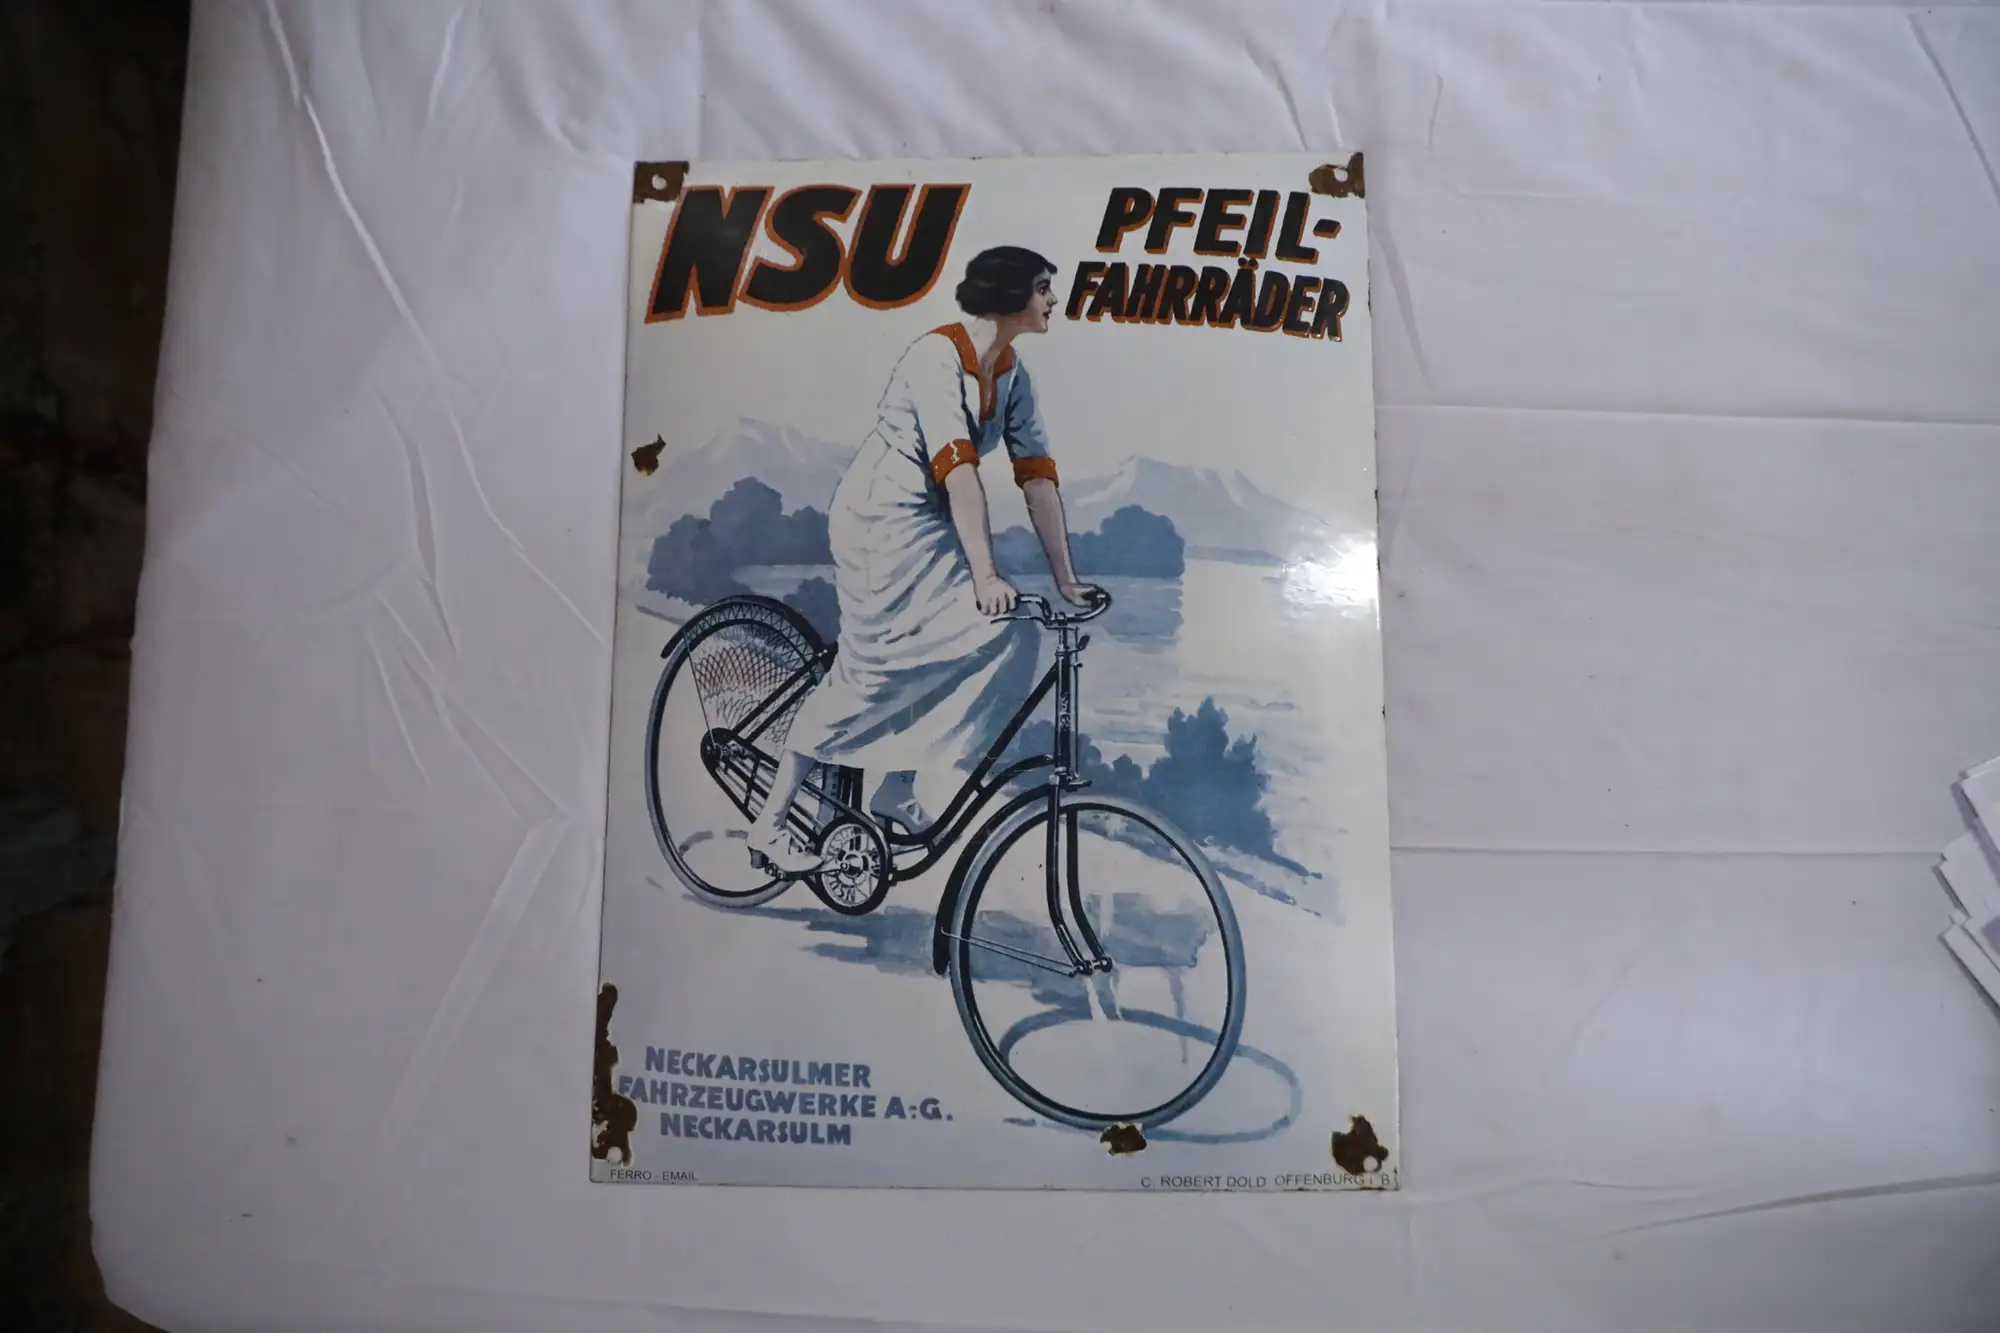 NSU
PFEIL-
FAHRRÄDER
NECKARSULMER
FAHRZEUGWERKE A:G.
NECKARSULM
FERRO - EMAIL
C. ROBERT DOLD OFFENBURG i B